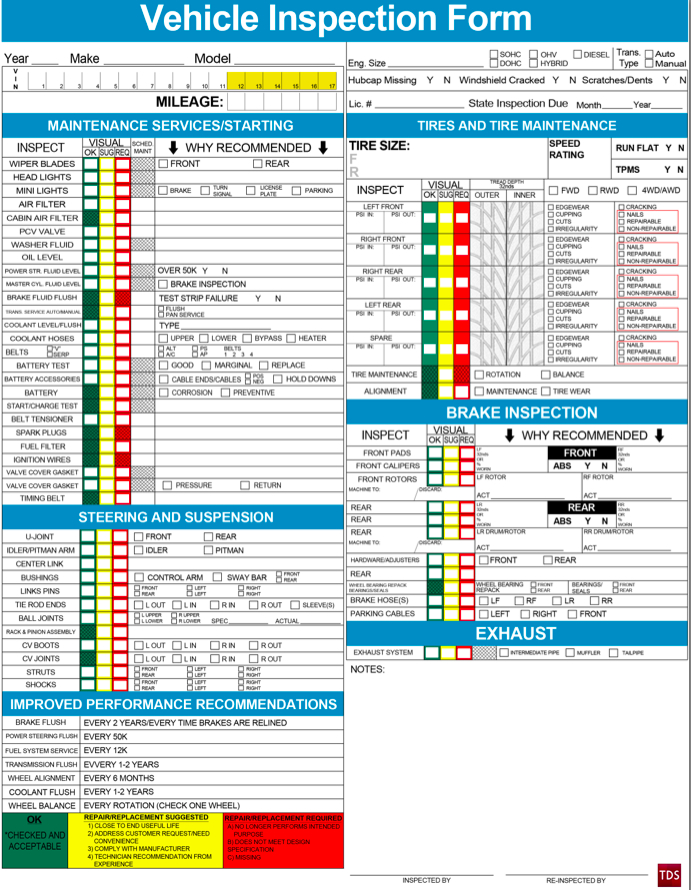 Vehicle Inspection Form
Year Make Model
V I N 1 2 3 4 5 6 7 8 9 10 11 12 13 14 15 16 17
MILEAGE:
Eng. Size SOHC OHV DIESEL Trans. Auto
DOHC HYBRID Type Manual
Hubcap Missing Y N Windshield Cracked Y N Scratches/Dents Y N
Lic. # State Inspection Due Month Year
MAINTENANCE SERVICES/STARTING
INSPECT VISUAL SCHED. MAINT WHY RECOMMENDED
OK SUG REQ
WIPER BLADES FRONT REAR
HEAD LIGHTS
MINI LIGHTS BRAKE TURN SIGNAL LICENSE PLATE PARKING
AIR FILTER
CABIN AIR FILTER
PCV VALVE
WASHER FLUID
OIL LEVEL
POWER STR. FLUID LEVEL OVER 50K Y N
MASTER CYL. FLUID LEVEL BRAKE INSPECTION
BRAKE FLUID FLUSH TEST STRIP FAILURE Y N
TRANS. SERVICE AUTO/MANUAL FLUSH PAN SERVICE
COOLANT LEVEL/FLUSH TYPE
COOLANT HOSES UPPER LOWER BYPASS HEATER
BELTS "V" SERP ALT A/C PS AP BELTS 1 2 3 4
BATTERY TEST GOOD MARGINAL REPLACE
BATTERY ACCESSORIES CABLE ENDS/CABLES POS NEG HOLD DOWNS
BATTERY CORROSION PREVENTIVE
START/CHARGE TEST
BELT TENSIONER
SPARK PLUGS
FUEL FILTER
IGNITION WIRES
VALVE COVER GASKET
VALVE COVER GASKET PRESSURE RETURN
TIMING BELT
STEERING AND SUSPENSION
U-JOINT FRONT REAR
IDLER/PITMAN ARM IDLER PITMAN
CENTER LINK
BUSHINGS CONTROL ARM SWAY BAR FRONT REAR
LINKS PINS FRONT REAR LEFT LEFT RIGHT RIGHT
TIE ROD ENDS L OUT L IN R IN R OUT SLEEVE(S)
BALL JOINTS L UPPER L LOWER R UPPER R LOWER SPEC ACTUAL
RACK & PINION ASSEMBLY
CV BOOTS L OUT L IN R IN R OUT
CV JOINTS L OUT L IN R IN R OUT
STRUTS FRONT REAR LEFT LEFT RIGHT RIGHT
SHOCKS FRONT REAR LEFT LEFT RIGHT RIGHT
IMPROVED PERFORMANCE RECOMMENDATIONS
BRAKE FLUSH EVERY 2 YEARS/EVERY TIME BRAKES ARE RELINED
POWER STEERING FLUSH EVERY 50K
FUEL SYSTEM SERVICE EVERY 12K
TRANSMISSION FLUSH EVVERY 1-2 YEARS
WHEEL ALIGNMENT EVERY 6 MONTHS
COOLANT FLUSH EVERY 1-2 YEARS
WHEEL BALANCE EVERY ROTATION (CHECK ONE WHEEL)
OK
*CHECKED AND
ACCEPTABLE
REPAIR/REPLACEMENT SUGGESTED
1) CLOSE TO END USEFUL LIFE
2) ADDRESS CUSTOMER REQUEST/NEED
CONVENIENCE
3) COMPLY WITH MANUFACTURER
4) TECHNICIAN RECOMMENDATION FROM
EXPERIENCE
REPAIR/REPLACEMENT REQUIRED
A) NO LONGER PERFORMS INTENDED
PURPOSE
B) DOES NOT MEET DESIGN
SPECIFICATION
C) MISSING
TIRES AND TIRE MAINTENANCE
TIRE SIZE: SPEED RATING RUN FLAT Y N
F
R TPMS Y N
INSPECT VISUAL TREAD DEPTH 32nds FWD RWD 4WD/AWD
OK SUG REQ OUTER INNER
LEFT FRONT EDGEWEAR CRACKING
PSI IN: PSI OUT: CUPPING NAILS
CUTS REPAIRABLE
IRREGULARITY NON-REPAIRABLE
RIGHT FRONT EDGEWEAR CRACKING
PSI IN: PSI OUT: CUPPING NAILS
CUTS REPAIRABLE
IRREGULARITY NON-REPAIRABLE
RIGHT REAR EDGEWEAR CRACKING
PSI IN: PSI OUT: CUPPING NAILS
CUTS REPAIRABLE
IRREGULARITY NON-REPAIRABLE
LEFT REAR EDGEWEAR CRACKING
PSI IN: PSI OUT: CUPPING NAILS
CUTS REPAIRABLE
IRREGULARITY NON-REPAIRABLE
SPARE EDGEWEAR CRACKING
PSI IN: PSI OUT: CUPPING NAILS
CUTS REPAIRABLE
IRREGULARITY NON-REPAIRABLE
TIRE MAINTENANCE ROTATION BALANCE
ALIGNMENT MAINTENANCE TIRE WEAR
BRAKE INSPECTION
INSPECT VISUAL WHY RECOMMENDED
OK SUG REQ
FRONT PADS LF 32nds OR % WORN FRONT RF 32nds OR % WORN
FRONT CALIPERS ABS Y N
FRONT ROTORS LF ROTOR RF ROTOR
MACHINE TO: DISCARD: ACT ACT
REAR LR 32nds OR % WORN REAR RR 32nds OR % WORN
REAR ABS Y N
REAR LR DRUM/ROTOR RR DRUM/ROTOR
MACHINE TO: DISCARD: ACT ACT
HARDWARE/ADJUSTERS FRONT REAR
REAR
WHEEL BEARING REPACK BEARINGS/SEALS WHEEL BEARING REPACK FRONT REAR BEARINGS/ SEALS FRONT REAR
BRAKE HOSE(S) LF RF LR RR
PARKING CABLES LEFT RIGHT FRONT
EXHAUST
EXHAUST SYSTEM INTERMEDIATE PIPE MUFFLER TAILPIPE
NOTES:
INSPECTED BY RE-INSPECTED BY
TDS